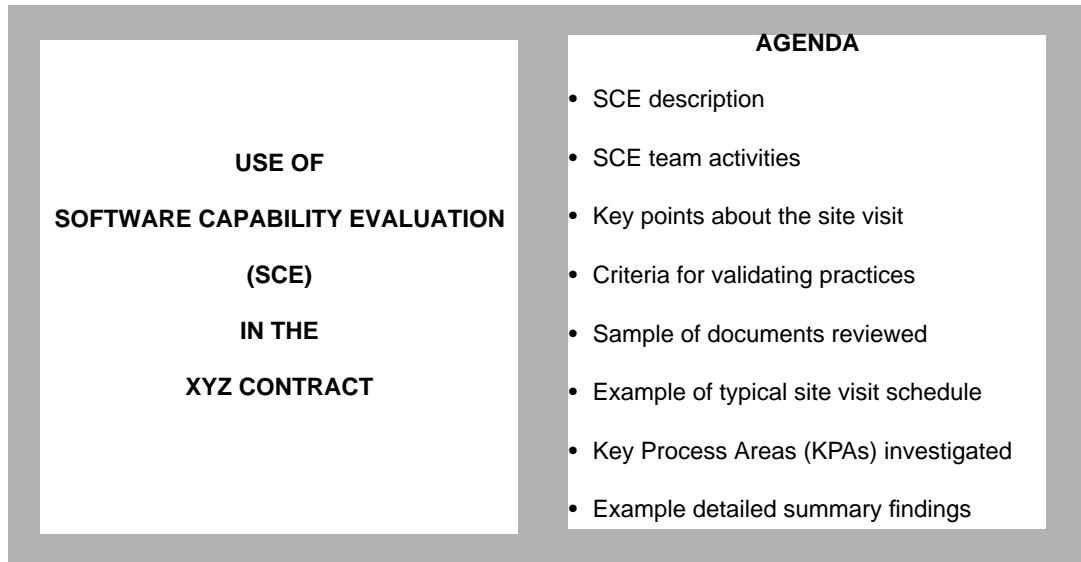 USE OF
SOFTWARE CAPABILITY EVALUATION
(SCE)
IN THE
XYZ CONTRACT
AGENDA
• SCE description
• SCE team activities
• Key points about the site visit
• Criteria for validating practices
• Sample of documents reviewed
• Example of typical site visit schedule
• Key Process Areas (KPAs) investigated
• Example detailed summary findings